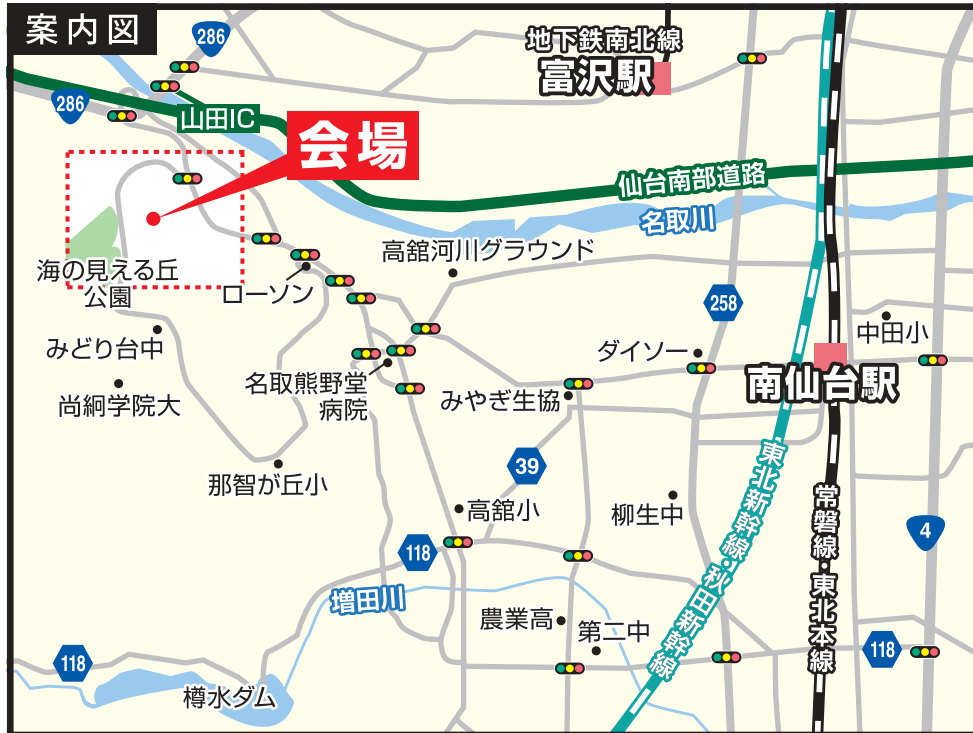 案内図
286
地下鉄南北線
富沢駅
286
山田IC
会場
仙台南部道路
名取川
高舘河川グラウンド
海の見える丘
公園
ローソン
258
みどり台中
ダイソー
中田小
尚絅学院大
名取熊野堂
病院
みやぎ生協
南仙台駅
39
那智が丘小
高舘小
柳生中
東北新幹線・秋田新幹線
常磐線・東北本線
4
118
増田川
農業高
第二中
118
118
樽水ダム